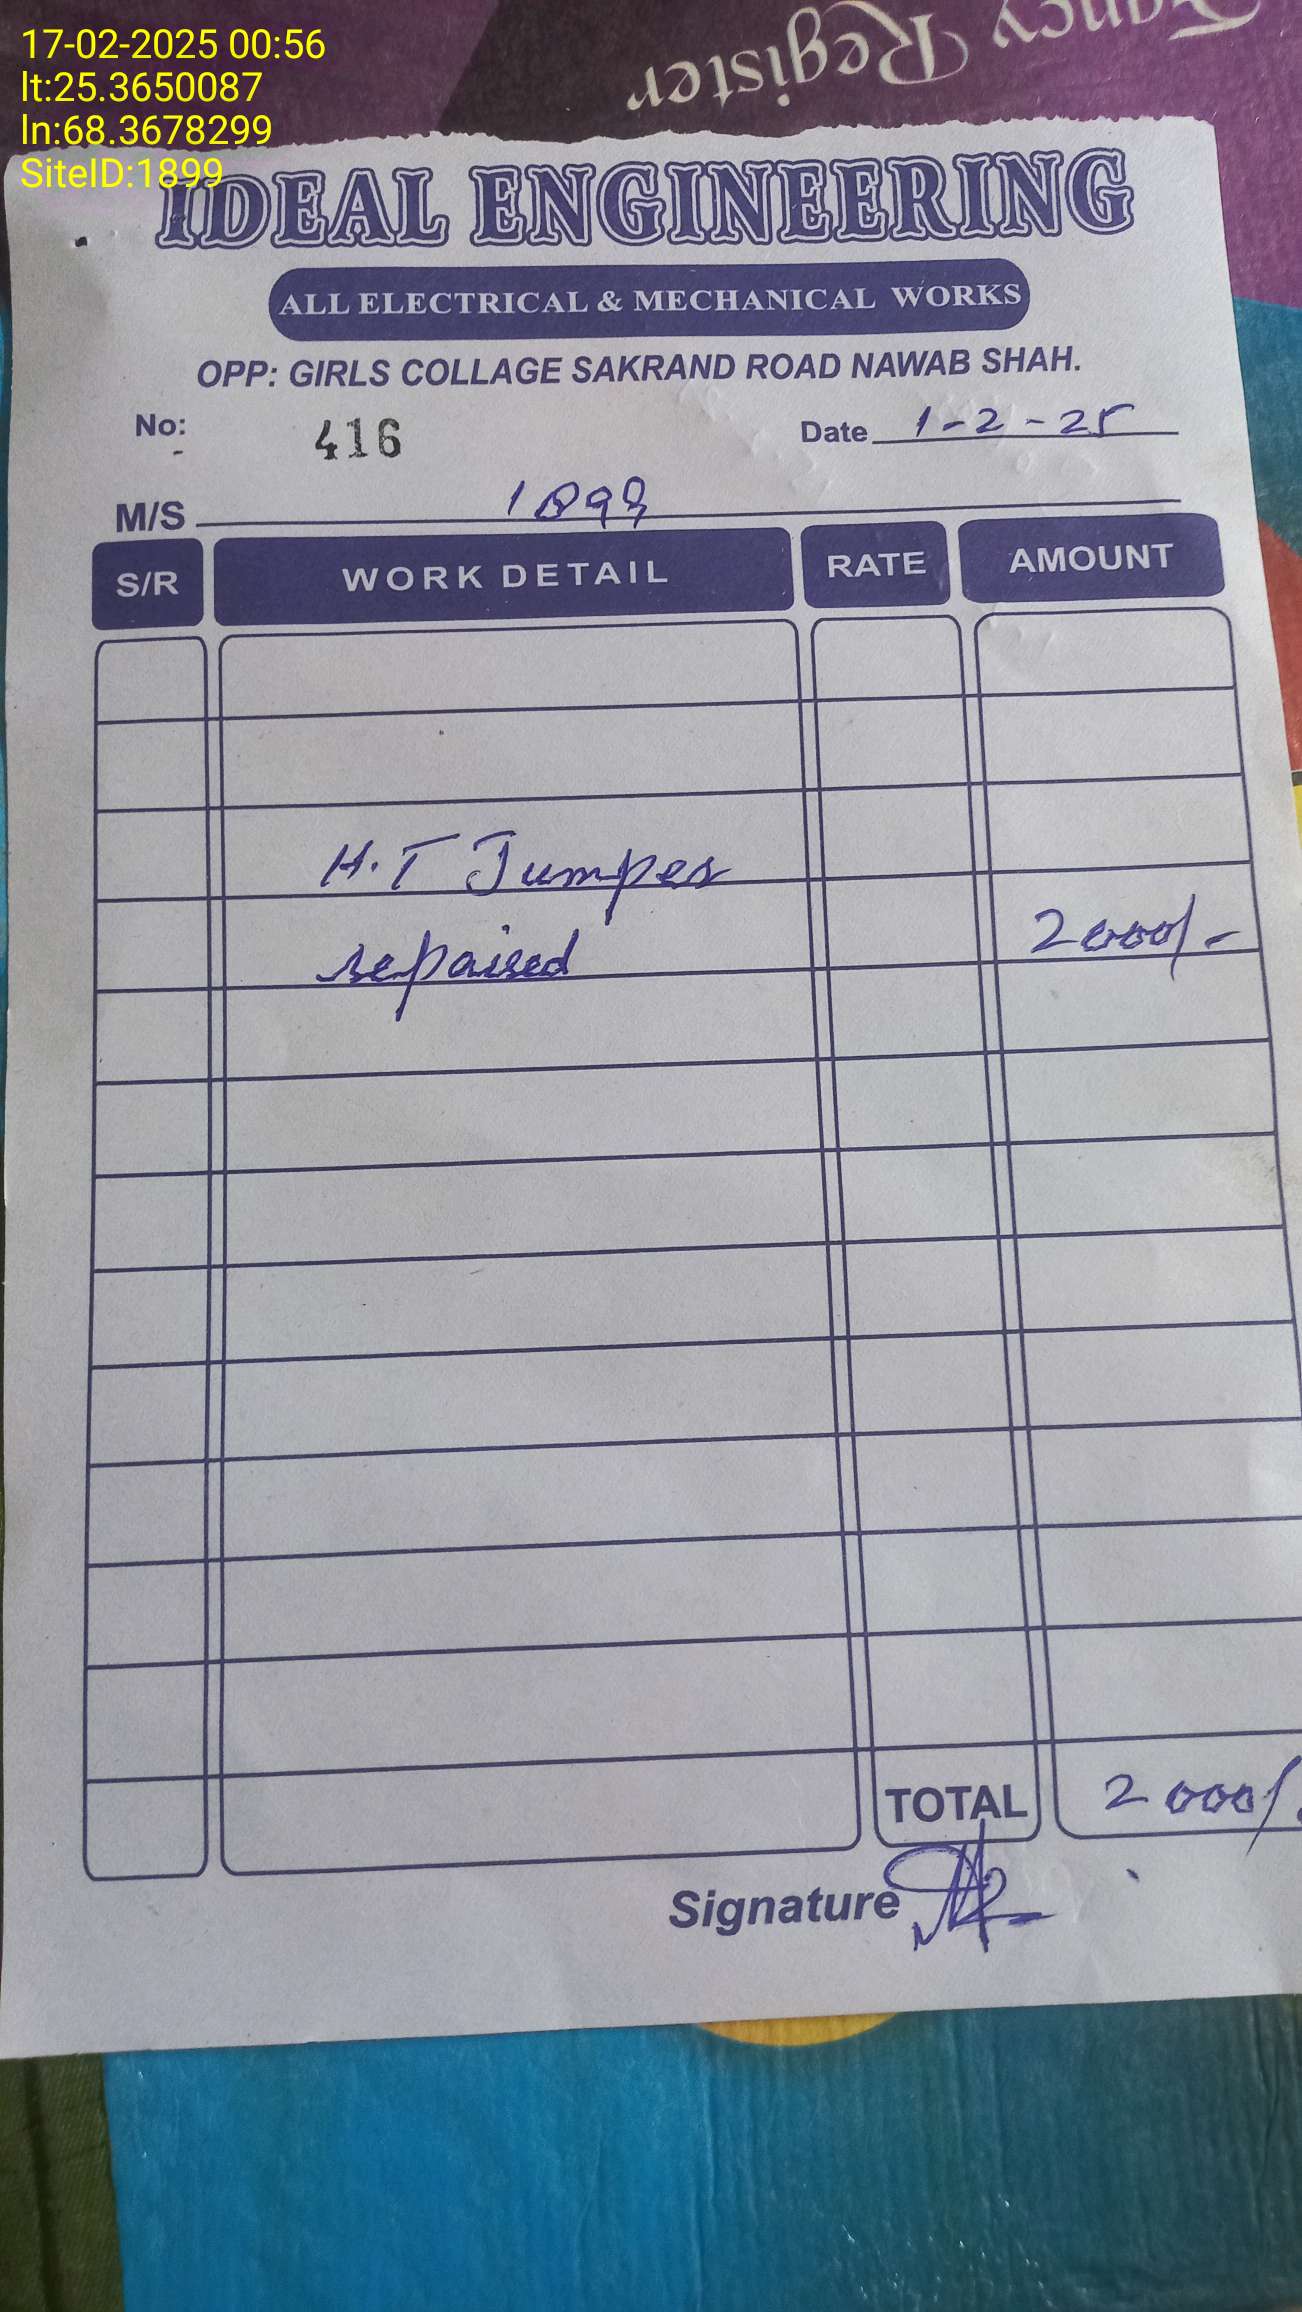 17-02-2025 00:56
lt:25.3650087
ln:68.3678299
SiteID:1899
Fancy Register
IDEAL ENGINEERING
ALL ELECTRICAL & MECHANICAL WORKS
OPP: GIRLS COLLAGE SAKRAND ROAD NAWAB SHAH.
No: 416 Date 1-2-25
M/S 1899
S/R WORK DETAIL RATE AMOUNT
H.T Jumper
repaired 2000/-
TOTAL 2000/-
Signature